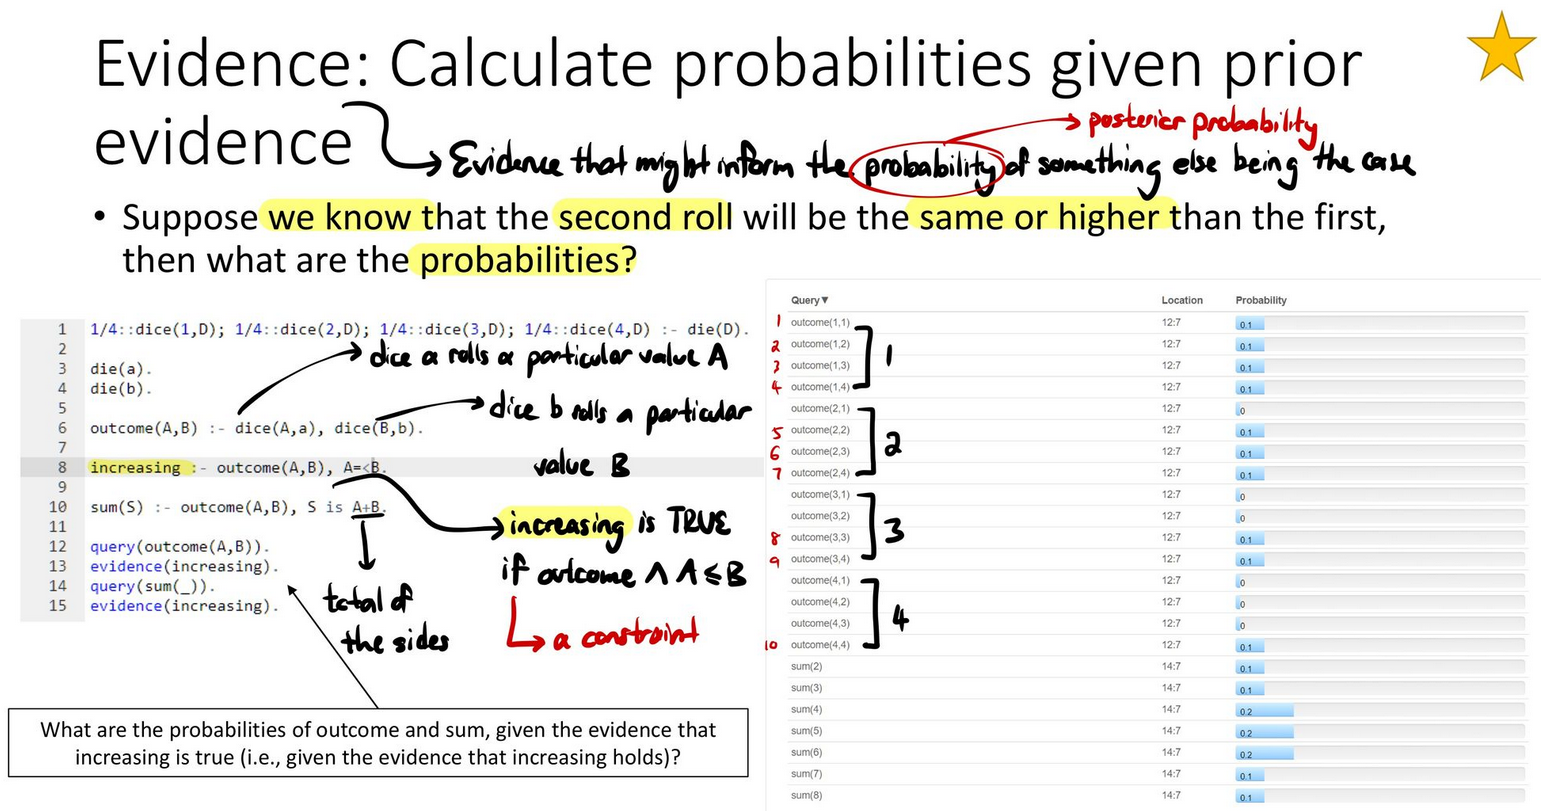 Evidence: Calculate probabilities given prior
evidence
posterior probability
Evidence that might inform the probability of something else being the case
• Suppose we know that the second roll will be the same or higher than the first,
then what are the probabilities?
1 1/4::dice(1,D); 1/4::dice(2,D); 1/4::dice(3,D); 1/4::dice(4,D) :- die(D).
2
3 die(a).
4 die(b).
5
6 outcome(A,B) :- dice(A,a), dice(B,b).
7
8 increasing :- outcome(A,B), A=<B.
9
10 sum(S) :- outcome(A,B), S is A+B.
11
12 query(outcome(A,B)).
13 evidence(increasing).
14 query(sum(_)).
15 evidence(increasing).
dice a rolls a particular value A
dice b rolls a particular
value B
increasing is TRUE
if outcome ∧ A ≤ B
a constraint
total of
the sides
What are the probabilities of outcome and sum, given the evidence that
increasing is true (i.e., given the evidence that increasing holds)?
Query▼ Location Probability
1 outcome(1,1) 12:7 0.1
2 outcome(1,2) 12:7 0.1
3 outcome(1,3) 12:7 0.1
4 outcome(1,4) 12:7 0.1
1
outcome(2,1) 12:7 0
5 outcome(2,2) 12:7 0.1
6 outcome(2,3) 12:7 0.1
7 outcome(2,4) 12:7 0.1
2
outcome(3,1) 12:7 0
outcome(3,2) 12:7 0
8 outcome(3,3) 12:7 0.1
9 outcome(3,4) 12:7 0.1
3
outcome(4,1) 12:7 0
outcome(4,2) 12:7 0
outcome(4,3) 12:7 0
10 outcome(4,4) 12:7 0.1
4
sum(2) 14:7 0.1
sum(3) 14:7 0.1
sum(4) 14:7 0.2
sum(5) 14:7 0.2
sum(6) 14:7 0.2
sum(7) 14:7 0.1
sum(8) 14:7 0.1